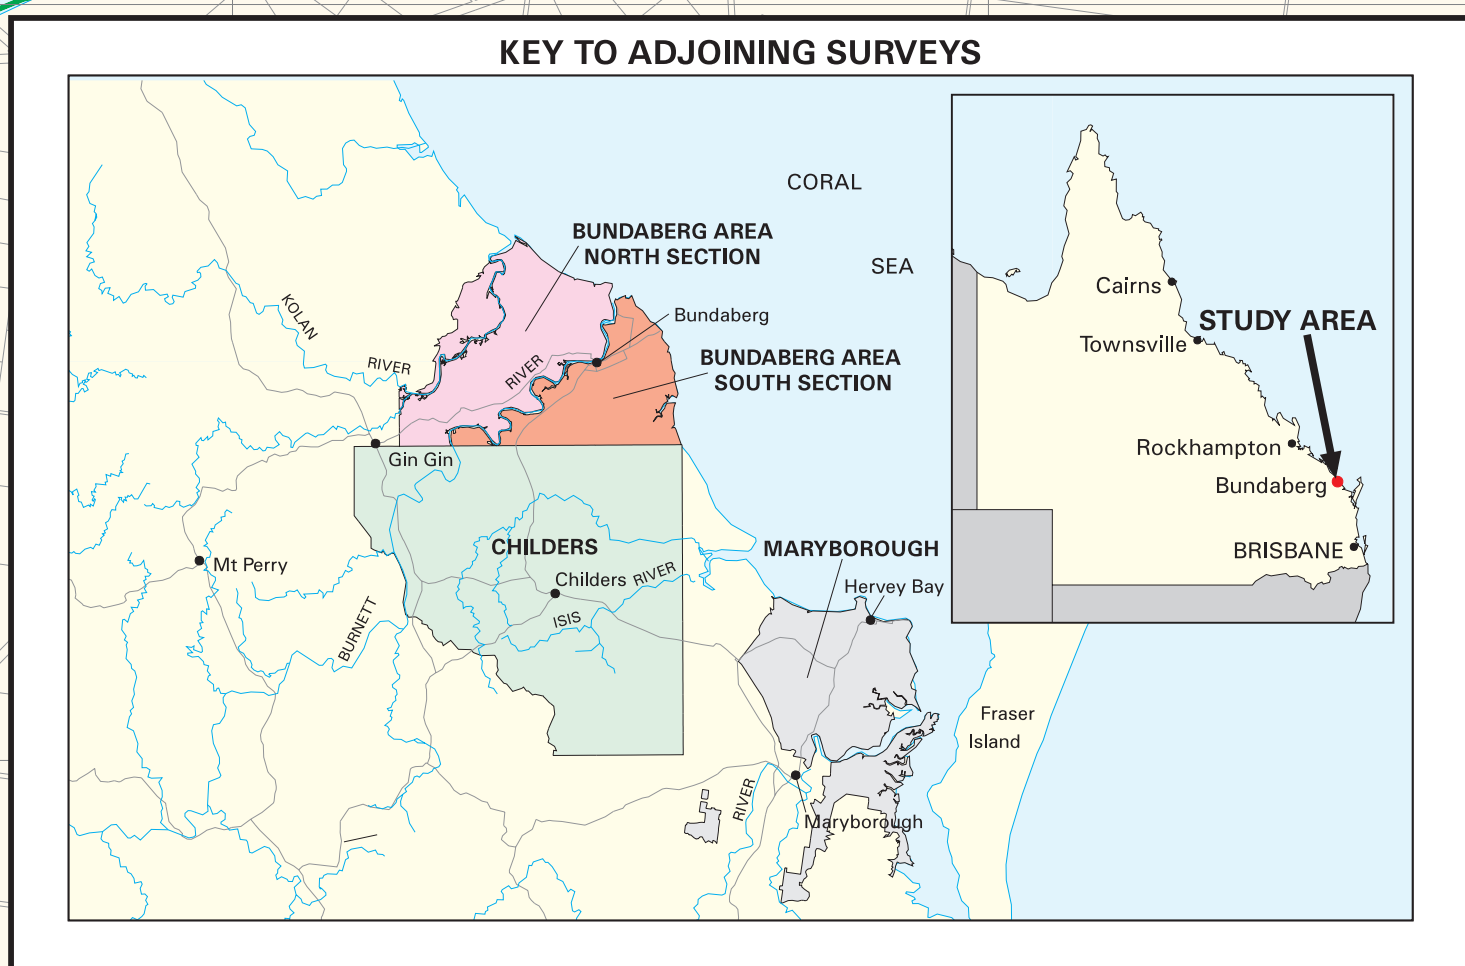 KEY TO ADJOINING SURVEYS
CORAL
SEA
BUNDABERG AREA
NORTH SECTION
KOLAN
RIVER
RIVER
Bundaberg
BUNDABERG AREA
SOUTH SECTION
Gin Gin
Mt Perry
CHILDERS
Childers
RIVER
ISIS
BURNETT
MARYBOROUGH
Hervey Bay
Fraser
Island
RIVER
Maryborough
Cairns
STUDY AREA
Townsville
Rockhampton
Bundaberg
BRISBANE